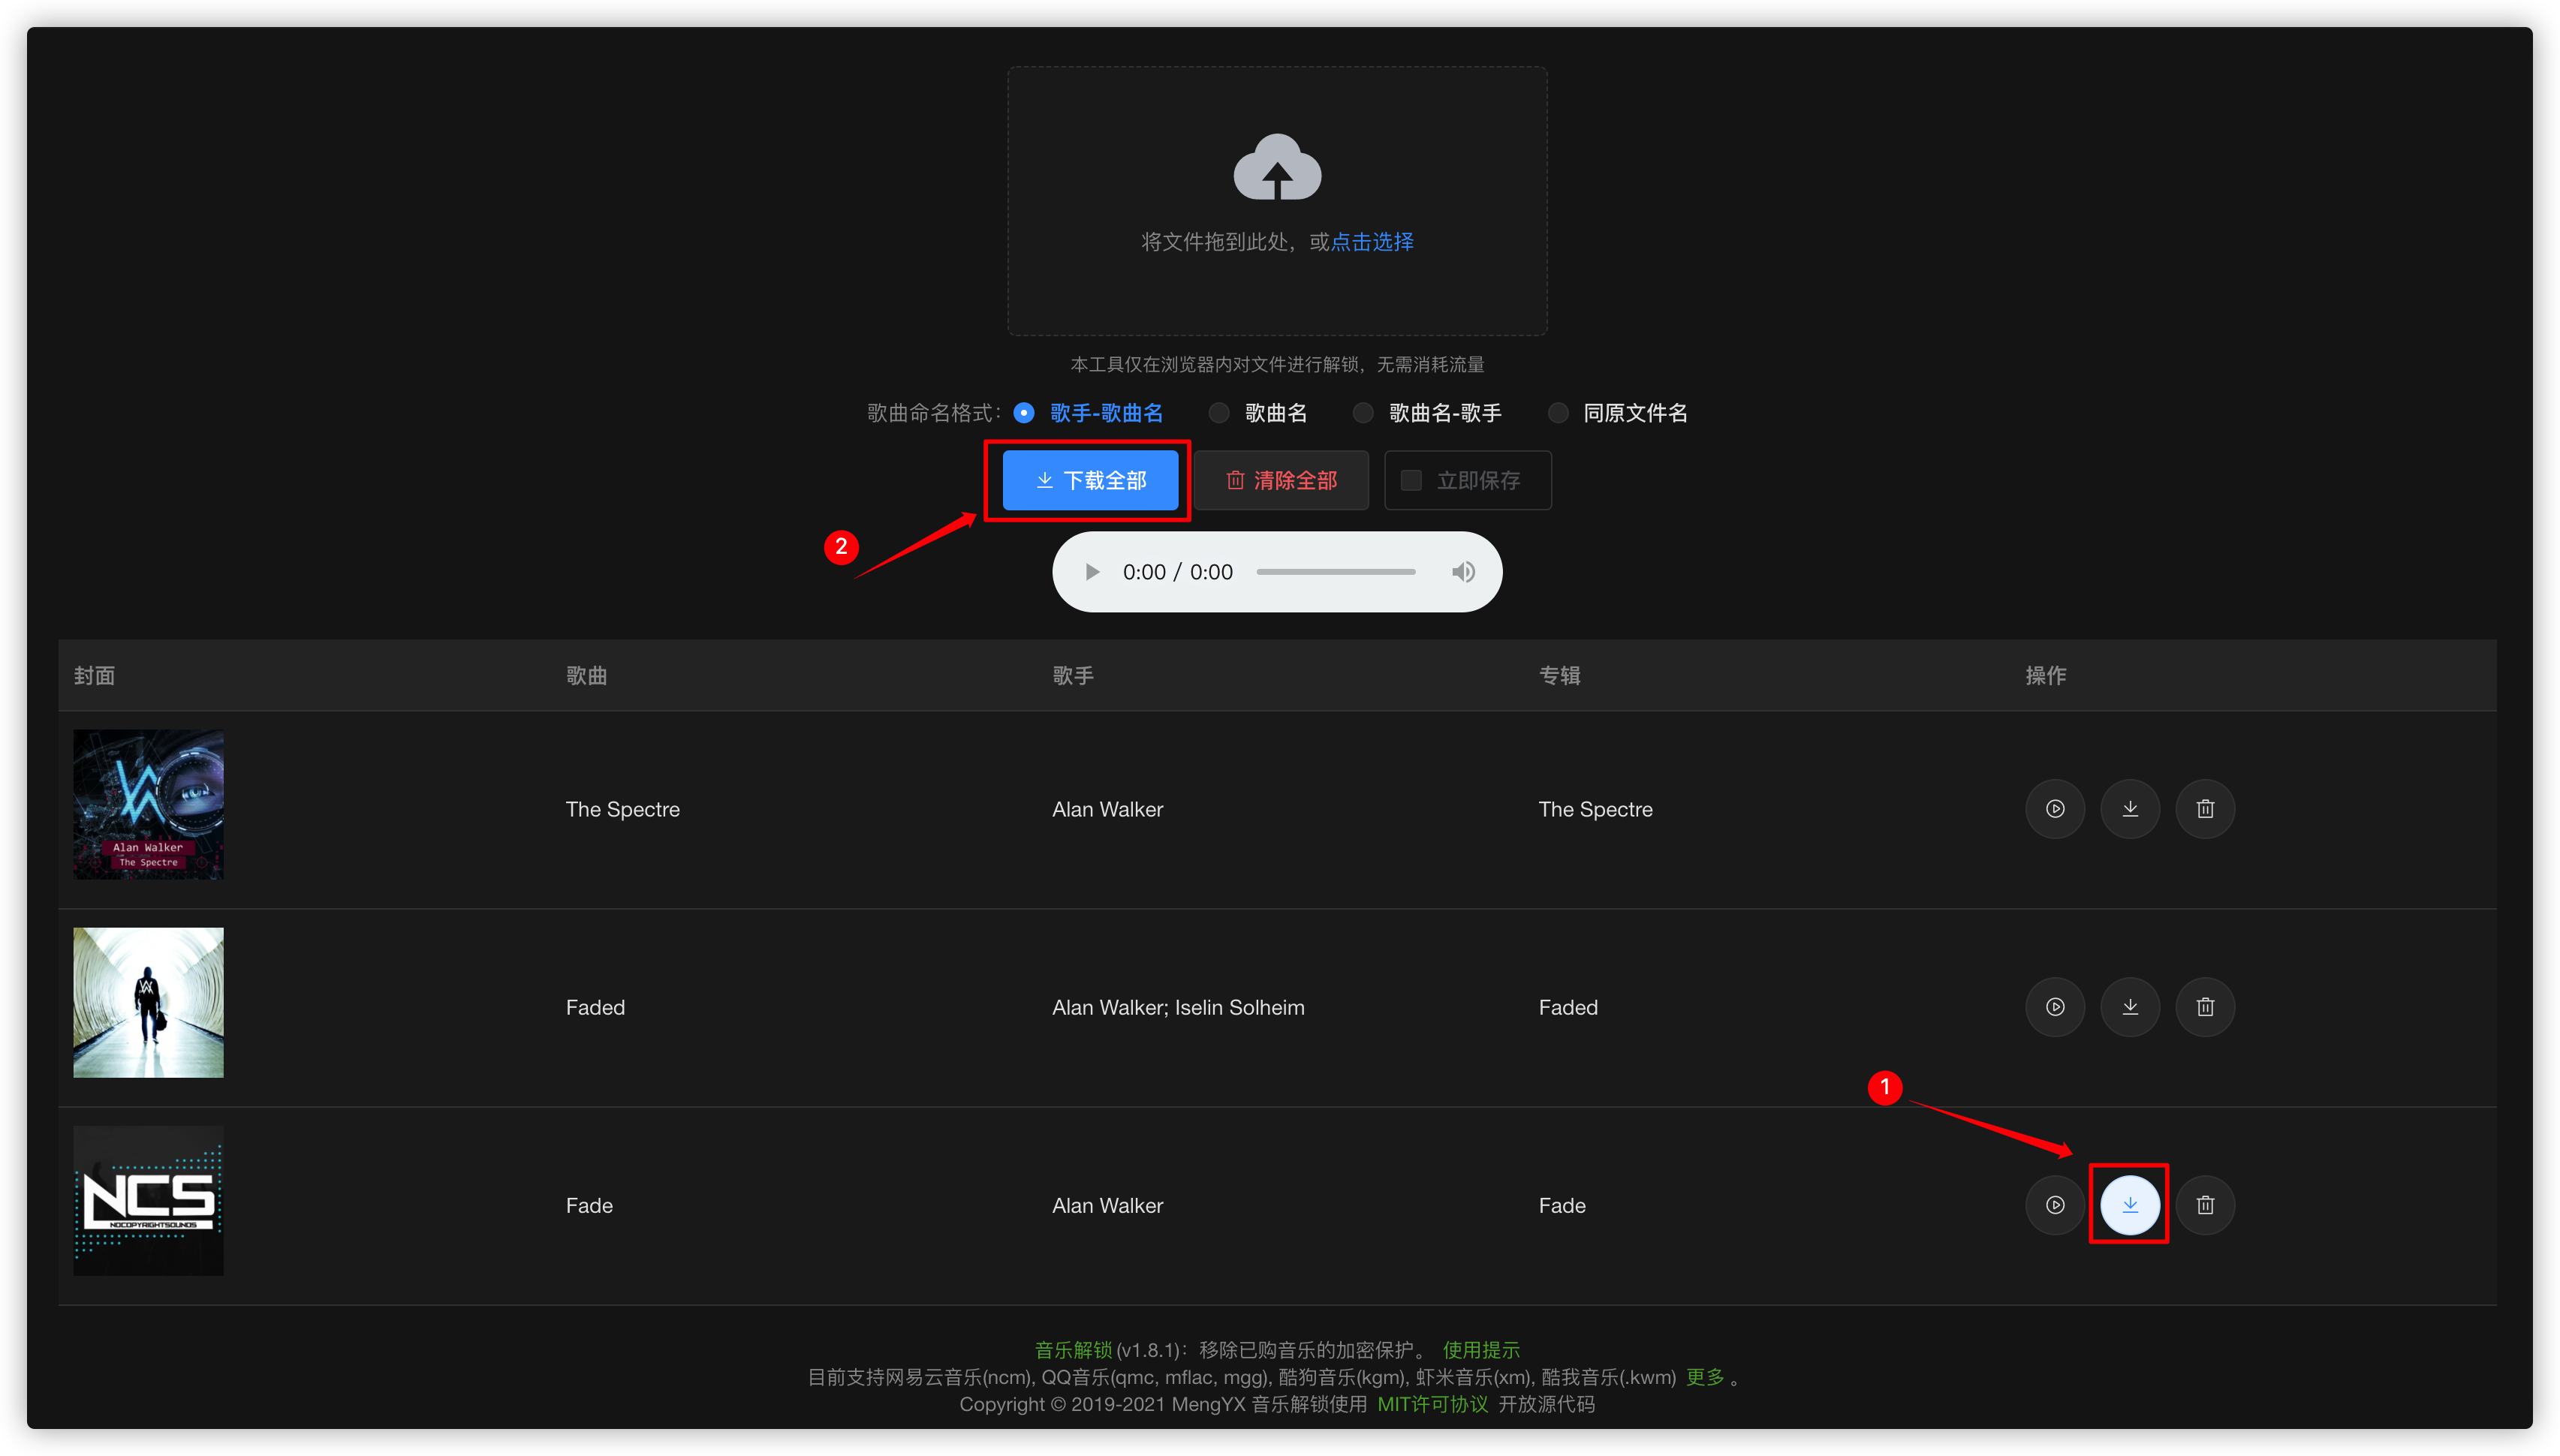 将文件拖到此处，或点击选择
本工具仅在浏览器内对文件进行解锁，无需消耗流量
歌曲命名格式： 歌手-歌曲名 歌曲名 歌曲名-歌手 同原文件名
下载全部 清除全部 立即保存
2
0:00 / 0:00
封面 歌曲 歌手 专辑 操作
Alan Walker
The Spectre
The Spectre Alan Walker The Spectre
Faded Alan Walker; Iselin Solheim Faded
1
NCS
NOCOPYRIGHTSOUNDS
Fade Alan Walker Fade
音乐解锁(v1.8.1)：移除已购音乐的加密保护。 使用提示
目前支持网易云音乐(ncm), QQ音乐(qmc, mflac, mgg), 酷狗音乐(kgm), 虾米音乐(xm), 酷我音乐(.kwm) 更多 。
Copyright © 2019-2021 MengYX 音乐解锁使用 MIT许可协议 开放源代码